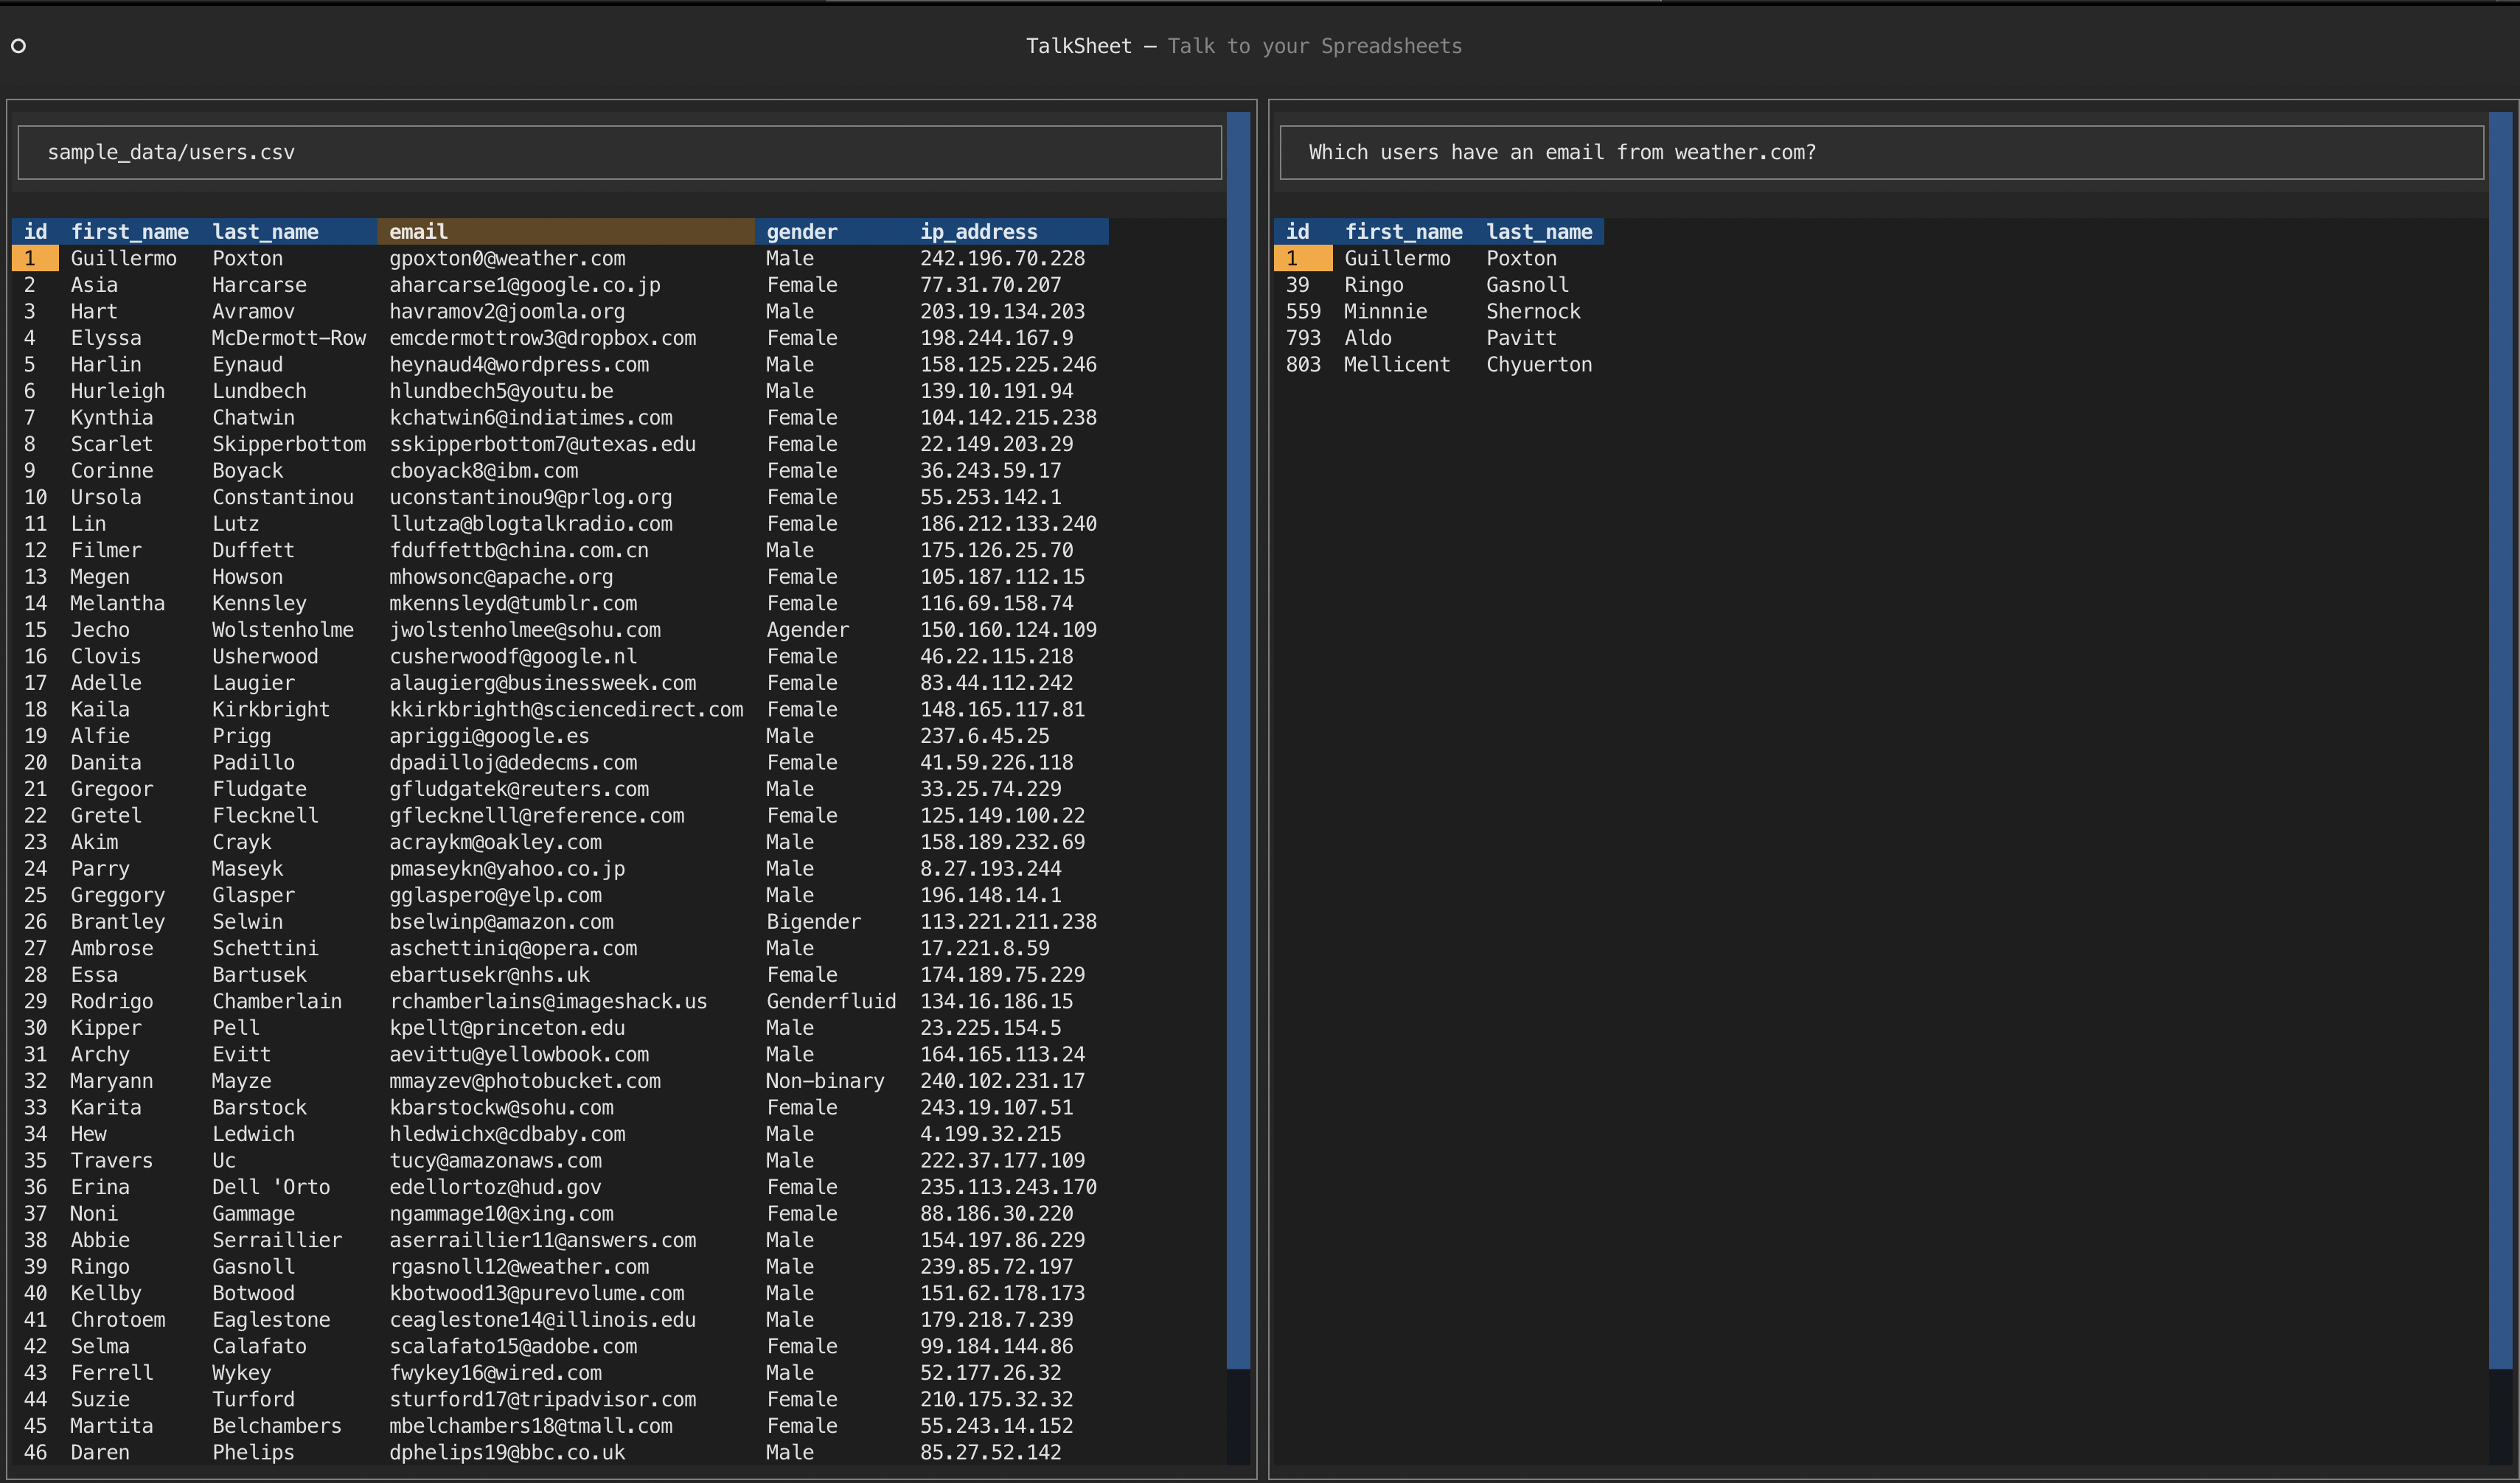 TalkSheet — Talk to your Spreadsheets
sample_data/users.csv
id first_name last_name email gender ip_address
1 Guillermo Poxton gpoxton0@weather.com Male 242.196.70.228
2 Asia Harcarse aharcarse1@google.co.jp Female 77.31.70.207
3 Hart Avramov havramov2@joomla.org Male 203.19.134.203
4 Elyssa McDermott-Row emcdermottrow3@dropbox.com Female 198.244.167.9
5 Harlin Eynaud heynaud4@wordpress.com Male 158.125.225.246
6 Hurleigh Lundbech hlundbech5@youtu.be Male 139.10.191.94
7 Kynthia Chatwin kchatwin6@indiatimes.com Female 104.142.215.238
8 Scarlet Skipperbottom sskipperbottom7@utexas.edu Female 22.149.203.29
9 Corinne Boyack cboyack8@ibm.com Female 36.243.59.17
10 Ursola Constantinou uconstantinou9@prlog.org Female 55.253.142.1
11 Lin Lutz llutza@blogtalkradio.com Female 186.212.133.240
12 Filmer Duffett fduffettb@china.com.cn Male 175.126.25.70
13 Megen Howson mhowsonc@apache.org Female 105.187.112.15
14 Melantha Kennsley mkennsleyd@tumblr.com Female 116.69.158.74
15 Jecho Wolstenholme jwolstenholmee@sohu.com Agender 150.160.124.109
16 Clovis Usherwood cusherwoodf@google.nl Female 46.22.115.218
17 Adelle Laugier alaugierg@businessweek.com Female 83.44.112.242
18 Kaila Kirkbright kkirkbrighth@sciencedirect.com Female 148.165.117.81
19 Alfie Prigg apriggi@google.es Male 237.6.45.25
20 Danita Padillo dpadilloj@dedecms.com Female 41.59.226.118
21 Gregoor Fludgate gfludgatek@reuters.com Male 33.25.74.229
22 Gretel Flecknell gflecknelll@reference.com Female 125.149.100.22
23 Akim Crayk acraykm@oakley.com Male 158.189.232.69
24 Parry Maseyk pmaseykn@yahoo.co.jp Male 8.27.193.244
25 Greggory Glasper gglaspero@yelp.com Male 196.148.14.1
26 Brantley Selwin bselwinp@amazon.com Bigender 113.221.211.238
27 Ambrose Schettini aschettiniq@opera.com Male 17.221.8.59
28 Essa Bartusek ebartusekr@nhs.uk Female 174.189.75.229
29 Rodrigo Chamberlain rchamberlains@imageshack.us Genderfluid 134.16.186.15
30 Kipper Pell kpellt@princeton.edu Male 23.225.154.5
31 Archy Evitt aevittu@yellowbook.com Male 164.165.113.24
32 Maryann Mayze mmayzev@photobucket.com Non-binary 240.102.231.17
33 Karita Barstock kbarstockw@sohu.com Female 243.19.107.51
34 Hew Ledwich hledwichx@cdbaby.com Male 4.199.32.215
35 Travers Uc tucy@amazonaws.com Male 222.37.177.109
36 Erina Dell 'Orto edellortoz@hud.gov Female 235.113.243.170
37 Noni Gammage ngammage10@xing.com Female 88.186.30.220
38 Abbie Serraillier aserraillier11@answers.com Male 154.197.86.229
39 Ringo Gasnoll rgasnoll12@weather.com Male 239.85.72.197
40 Kellby Botwood kbotwood13@purevolume.com Male 151.62.178.173
41 Chrotoem Eaglestone ceaglestone14@illinois.edu Male 179.218.7.239
42 Selma Calafato scalafato15@adobe.com Female 99.184.144.86
43 Ferrell Wykey fwykey16@wired.com Male 52.177.26.32
44 Suzie Turford sturford17@tripadvisor.com Female 210.175.32.32
45 Martita Belchambers mbelchambers18@tmall.com Female 55.243.14.152
46 Daren Phelips dphelips19@bbc.co.uk Male 85.27.52.142
Which users have an email from weather.com?
id first_name last_name
1 Guillermo Poxton
39 Ringo Gasnoll
559 Minnnie Shernock
793 Aldo Pavitt
803 Mellicent Chyuerton